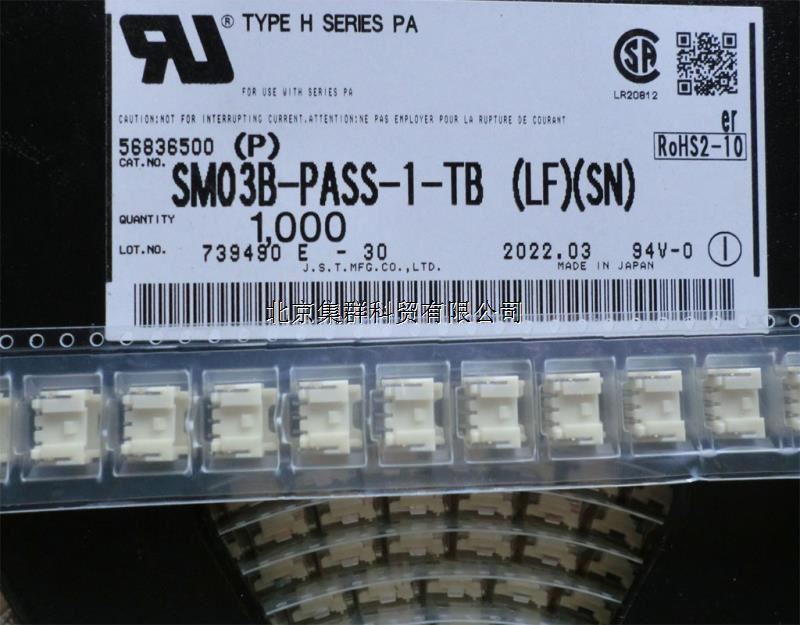 RU ® TYPE H SERIES PA
FOR USE WITH SERIES PA
SA
LR20812
CAUTION:NOT FOR INTERRUPTING CURRENT.ATTENTION:NE PAS EMPLOYER POUR LA RUPTURE DE COURANT
er
56836500 (P)
RoHS2-10
CAT.NO. SM03B-PASS-1-TB (LF)(SN)
QUANTITY 1,000
LOT.NO. 739490 E - 30 2022.03 94V-0 I
J.S.T.MFG.CO.,LTD. MADE IN JAPAN
北京集群科贸有限公司